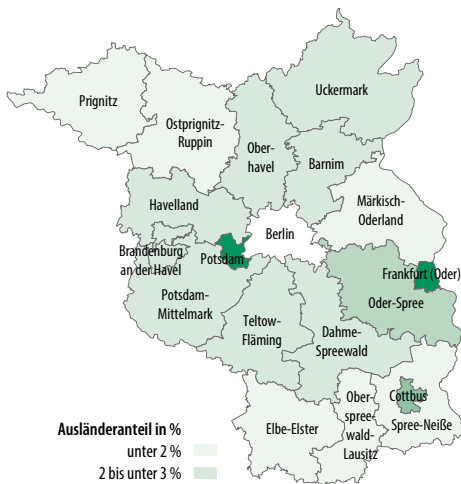 Uckermark
Prignitz
Ostprignitz-
Ruppin
Ober-
havel
Barnim
Havelland
Märkisch-
Oderland
Berlin
Brandenburg
an der Havel
Potsdam
Frankfurt (Oder)
Potsdam-
Mittelmark
Oder-Spree
Teltow-
Fläming
Dahme-
Spreewald
Cottbus
Ober
spree-
wald-
Lausitz
Elbe-Elster
Spree-Neiße
Ausländeranteil in %
unter 2 %
2 bis unter 3 %